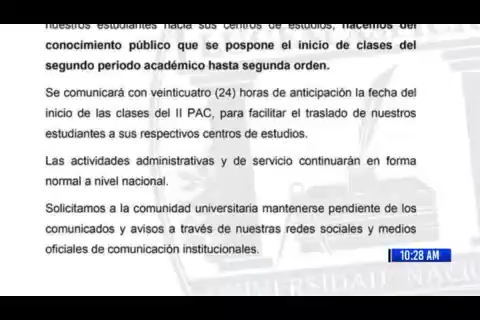 nuestros estudiantes hacia sus centros de estudios, hacemos del
conocimiento público que se pospone el inicio de clases del
segundo periodo académico hasta segunda orden.
Se comunicará con veinticuatro (24) horas de anticipación la fecha del
inicio de las clases del II PAC, para facilitar el traslado de nuestros
estudiantes a sus respectivos centros de estudios.
Las actividades administrativas y de servicio continuarán en forma
normal a nivel nacional.
Solicitamos a la comunidad universitaria mantenerse pendiente de los
comunicados y avisos a través de nuestras redes sociales y medios
oficiales de comunicación institucionales.
10:28 AM
UNIVERSIDAD NACIO